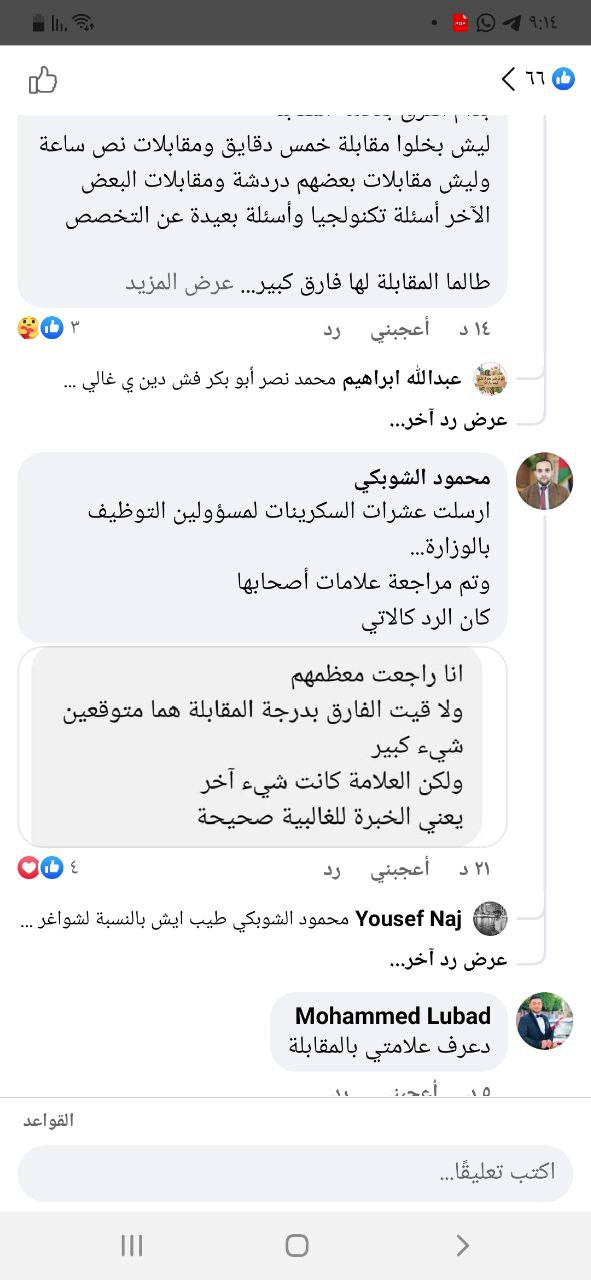 ٩:١٤
٦٦
ليش بخلوا مقابلة خمس دقايق ومقابلات نص ساعة
وليش مقابلات بعضهم دردشة ومقابلات البعض
الآخر أسئلة تكنولجيا وأسئلة بعيدة عن التخصص
طالما المقابلة لها فارق كبير... عرض المزيد
١٤ د أعجبني رد ٣
عبدالله ابراهيم محمد نصر أبو بكر فش دين ي غالي ...
عرض رد آخر...
محمود الشوبكي
ارسلت عشرات السكرينات لمسؤولين التوظيف
بالوزارة...
وتم مراجعة علامات أصحابها
كان الرد كالاتي
انا راجعت معظمهم
ولا قيت الفارق بدرجة المقابلة هما متوقعين
شيء كبير
ولكن العلامة كانت شيء آخر
يعني الخبرة للغالبية صحيحة
٢١ د أعجبني رد ٤
Yousef Naj محمود الشوبكي طيب ايش بالنسبة لشواغر ...
عرض رد آخر...
Mohammed Lubad
دعرف علامتي بالمقابلة
٥ د أعجبني رد
القواعد
اكتب تعليقًا...